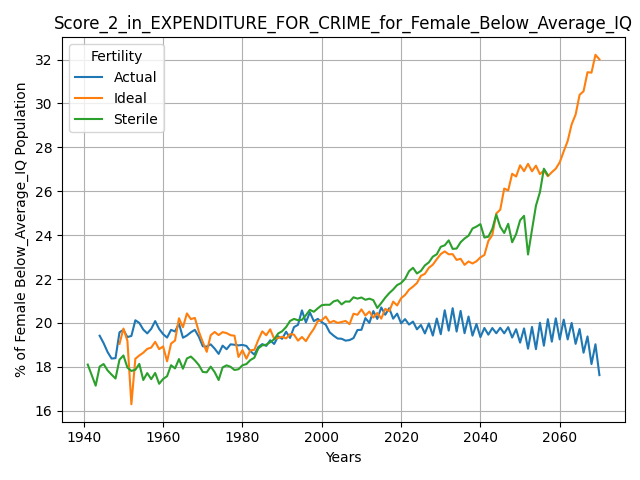 Score_2_in_EXPENDITURE_FOR_CRIME_for_Female_Below_Average_IQ
Fertility
Actual
Ideal
Sterile
% of Female Below_Average_IQ Population
32
30
28
26
24
22
20
18
16
1940 1960 1980 2000 2020 2040 2060
Years